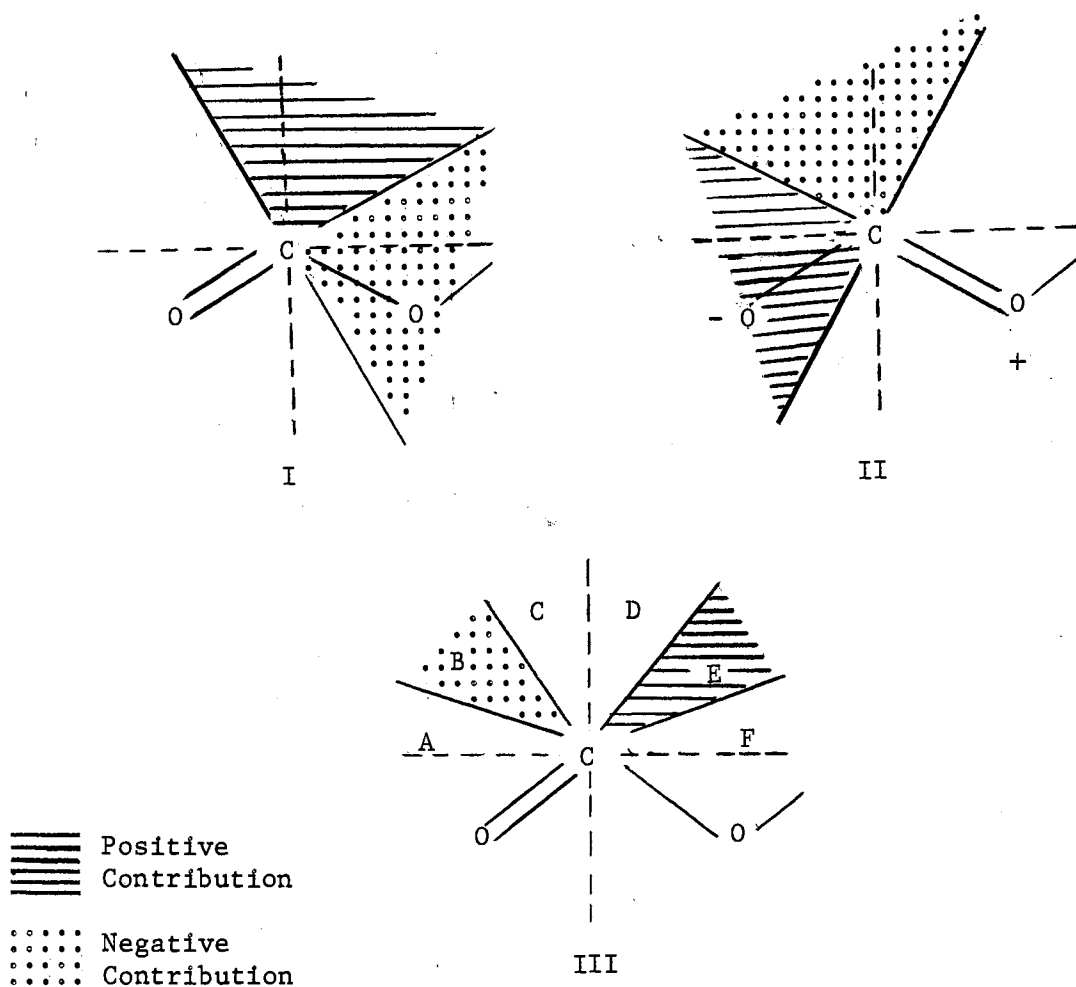 C
O
O
I
C
- O
O
+
II
C
D
B
E
A
C
F
O
O
III
Positive
Contribution
Negative
Contribution